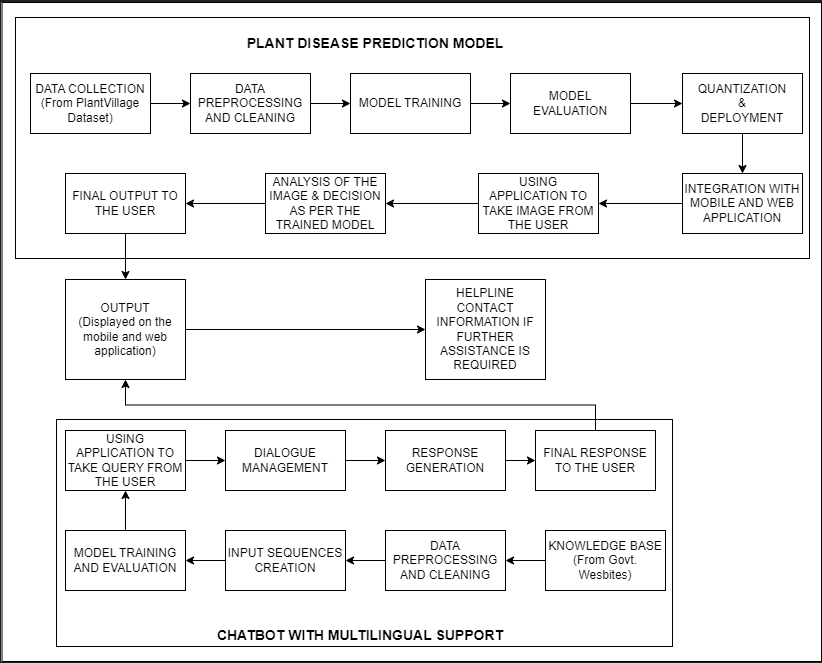 PLANT DISEASE PREDICTION MODEL
DATA COLLECTION
(From PlantVillage
Dataset)
DATA
PREPROCESSING
AND CLEANING
MODEL TRAINING
MODEL
EVALUATION
QUANTIZATION
&
DEPLOYMENT
INTEGRATION WITH
MOBILE AND WEB
APPLICATION
USING
APPLICATION TO
TAKE IMAGE FROM
THE USER
ANALYSIS OF THE
IMAGE & DECISION
AS PER THE
TRAINED MODEL
FINAL OUTPUT TO
THE USER
OUTPUT
(Displayed on the
mobile and web
application)
HELPLINE
CONTACT
INFORMATION IF
FURTHER
ASSISTANCE IS
REQUIRED
USING
APPLICATION TO
TAKE QUERY FROM
THE USER
DIALOGUE
MANAGEMENT
RESPONSE
GENERATION
FINAL RESPONSE
TO THE USER
MODEL TRAINING
AND EVALUATION
INPUT SEQUENCES
CREATION
DATA
PREPROCESSING
AND CLEANING
KNOWLEDGE BASE
(From Govt.
Wesbites)
CHATBOT WITH MULTILINGUAL SUPPORT